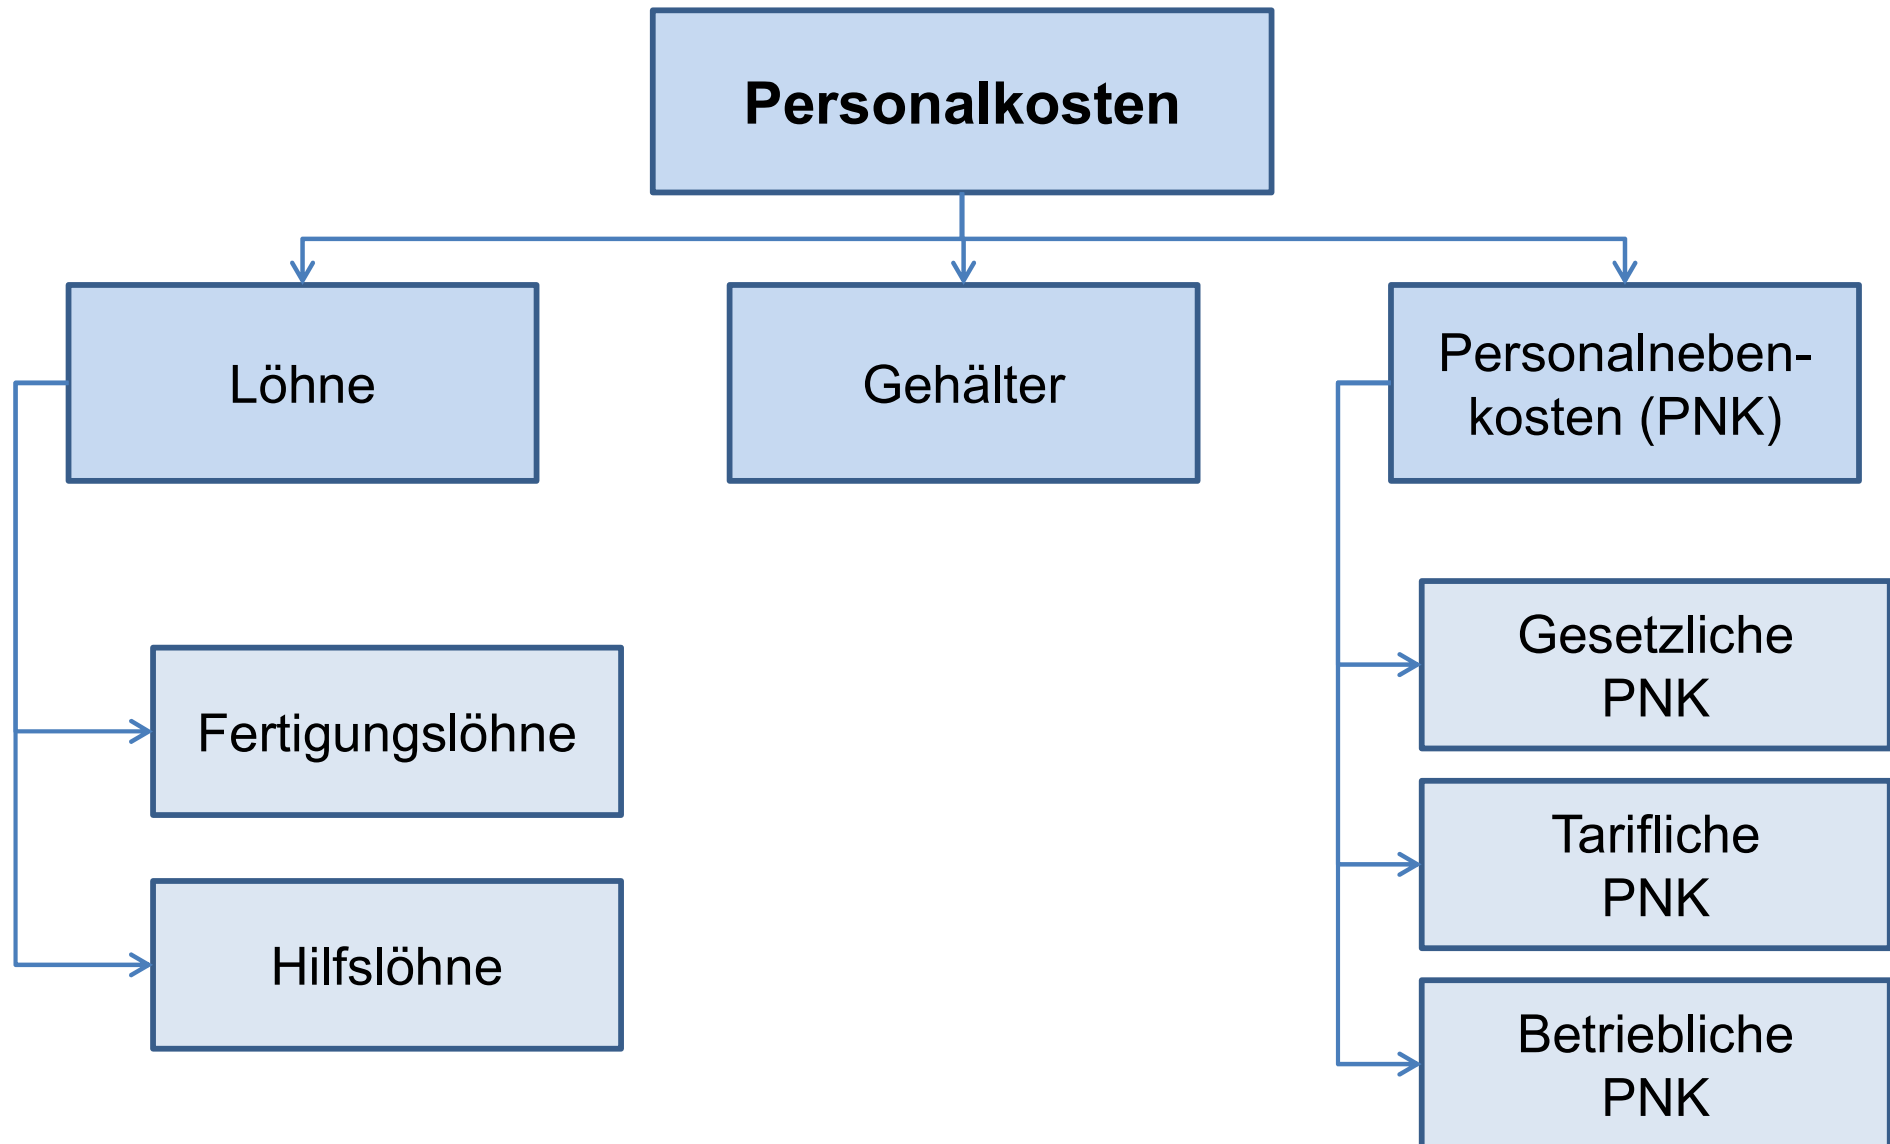 Personalkosten
Löhne
Gehälter
Personalneben-
kosten (PNK)
Fertigungslöhne
Hilfslöhne
Gesetzliche
PNK
Tarifliche
PNK
Betriebliche
PNK